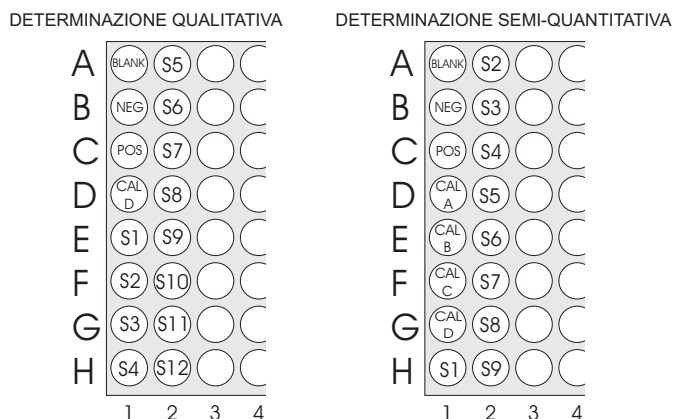 DETERMINAZIONE QUALITATIVA
A BLANK S5
B NEG S6
C POS S7
D CAL D S8
E S1 S9
F S2 S10
G S3 S11
H S4 S12
1 2 3 4
DETERMINAZIONE SEMI-QUANTITATIVA
A BLANK S2
B NEG S3
C POS S4
D CAL A S5
E CAL B S6
F CAL C S7
G CAL D S8
H S1 S9
1 2 3 4